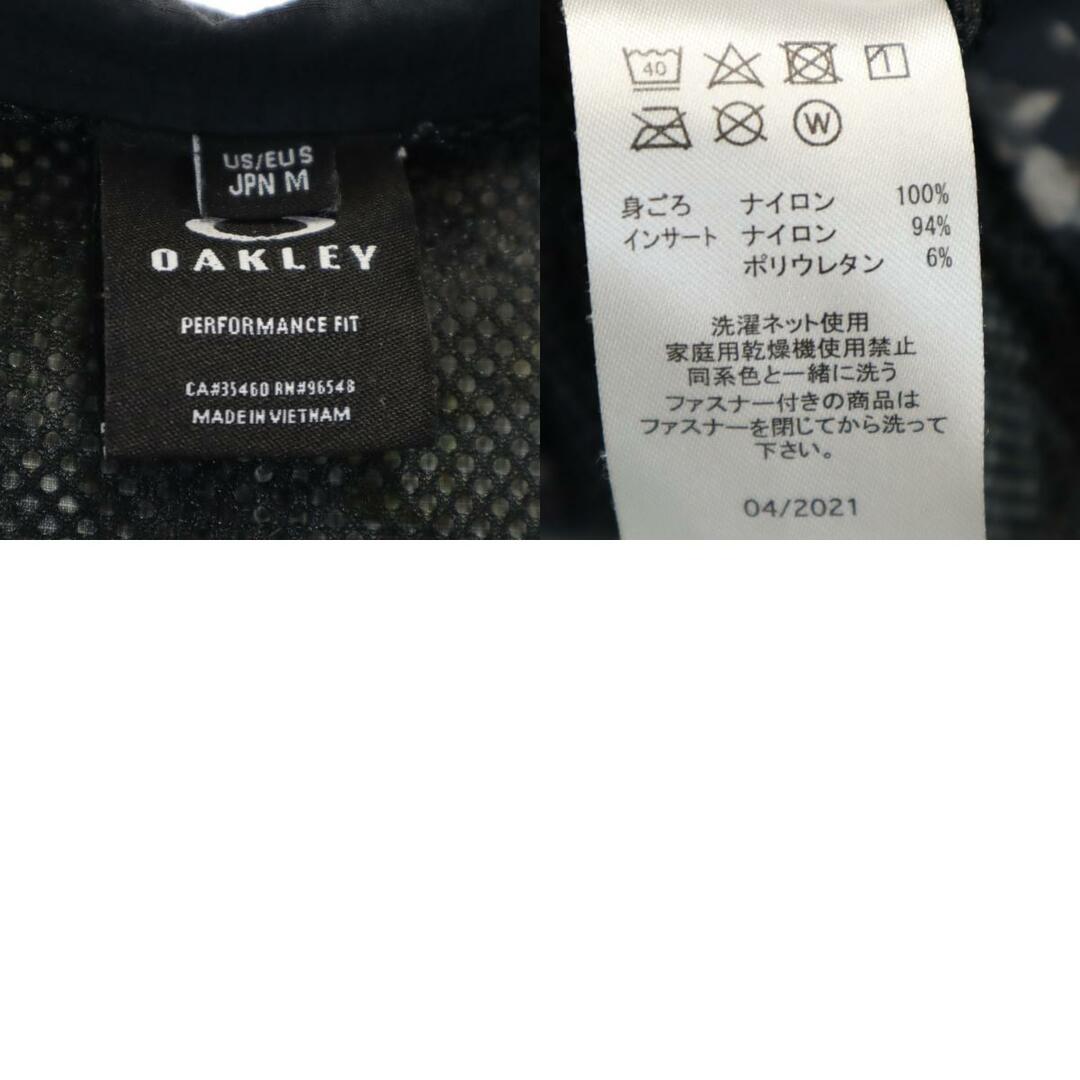 US/EU S
JPN M
OAKLEY
PERFORMANCE FIT
CA#35460 RN#96548
MADE IN VIETNAM
40
1
W
身ごろ ナイロン 100%
インサート ナイロン 94%
ポリウレタン 6%
洗濯ネット使用
家庭用乾燥機使用禁止
同系色と一緒に洗う
ファスナー付きの商品は
ファスナーを閉じてから洗って
下さい。
04/2021